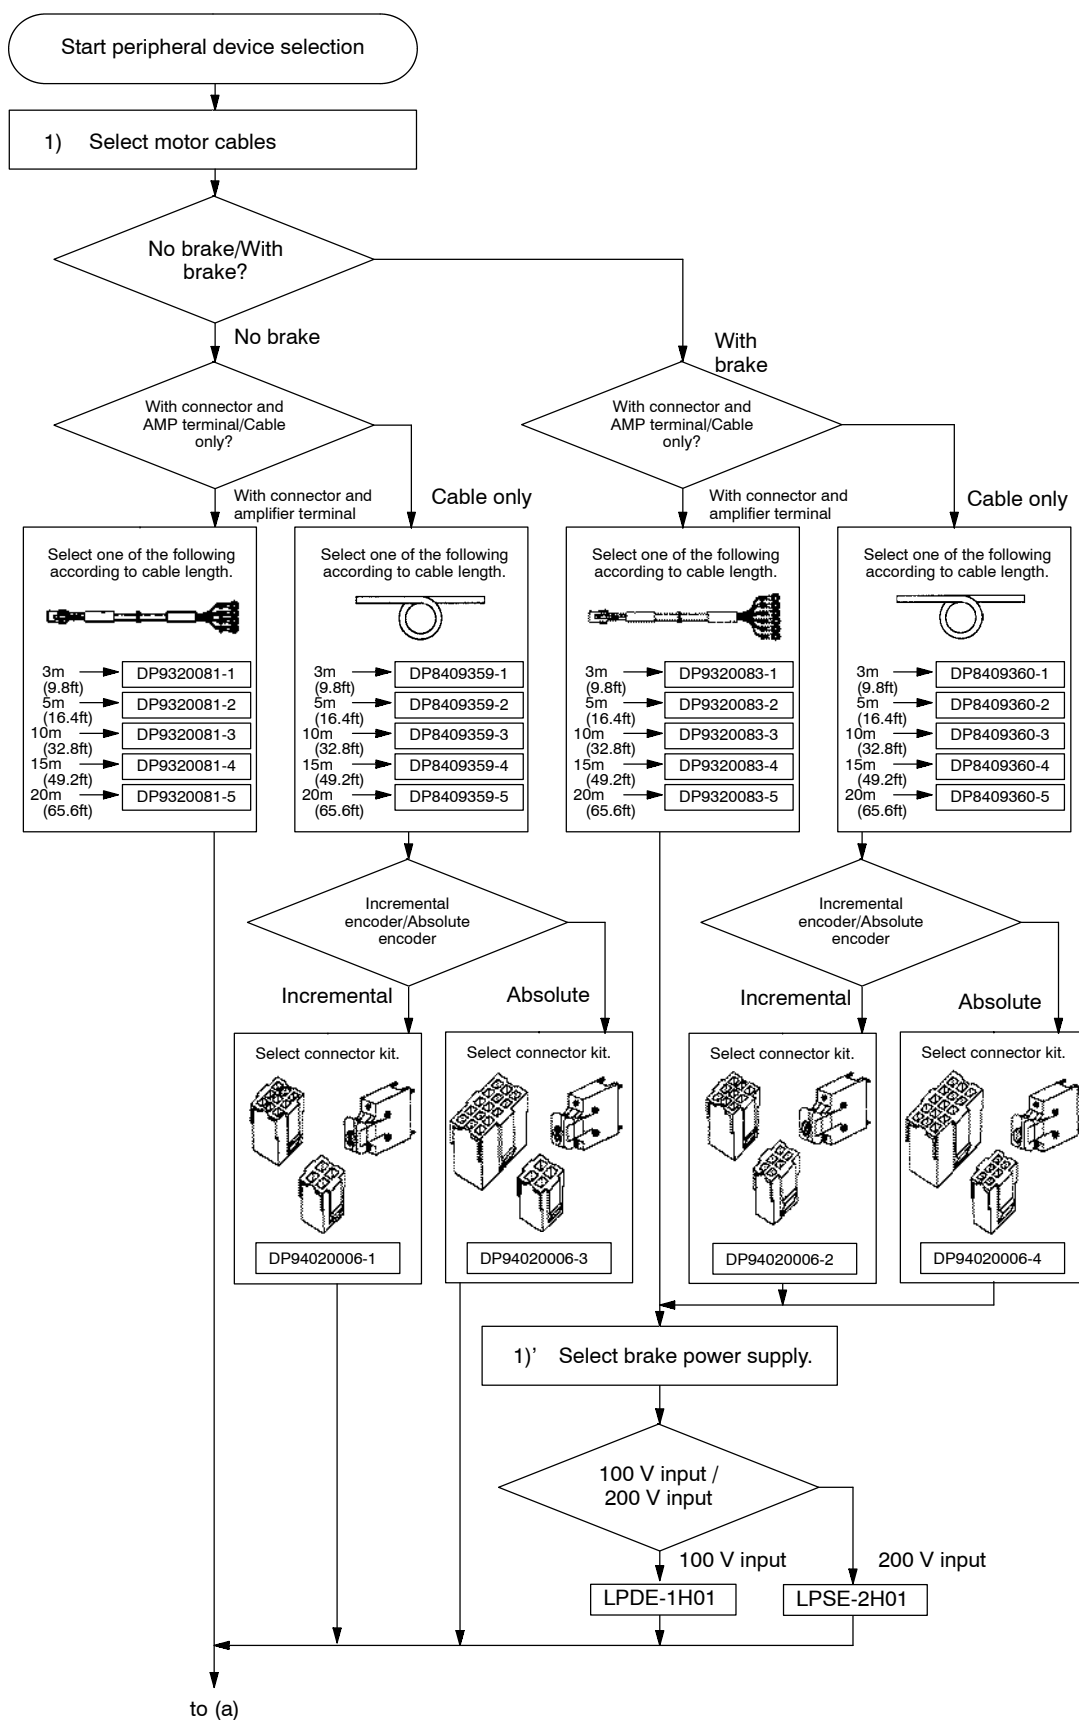 Start peripheral device selection
1) Select motor cables
No brake/With
brake?
No brake
With
brake
With connector and
AMP terminal/Cable
only?
With connector and
AMP terminal/Cable
only?
With connector and
amplifier terminal
Cable only
With connector and
amplifier terminal
Cable only
Select one of the following
according to cable length.
3m
(9.8ft)
DP9320081-1
5m
(16.4ft)
DP9320081-2
10m
(32.8ft)
DP9320081-3
15m
(49.2ft)
DP9320081-4
20m
(65.6ft)
DP9320081-5
Select one of the following
according to cable length.
3m
(9.8ft)
DP8409359-1
5m
(16.4ft)
DP8409359-2
10m
(32.8ft)
DP8409359-3
15m
(49.2ft)
DP8409359-4
20m
(65.6ft)
DP8409359-5
Select one of the following
according to cable length.
3m
(9.8ft)
DP9320083-1
5m
(16.4ft)
DP9320083-2
10m
(32.8ft)
DP9320083-3
15m
(49.2ft)
DP9320083-4
20m
(65.6ft)
DP9320083-5
Select one of the following
according to cable length.
3m
(9.8ft)
DP8409360-1
5m
(16.4ft)
DP8409360-2
10m
(32.8ft)
DP8409360-3
15m
(49.2ft)
DP8409360-4
20m
(65.6ft)
DP8409360-5
Incremental
encoder/Absolute
encoder
Incremental
encoder/Absolute
encoder
Incremental
Absolute
Incremental
Absolute
Select connector kit.
DP94020006-1
Select connector kit.
DP94020006-3
Select connector kit.
DP94020006-2
Select connector kit.
DP94020006-4
1)’ Select brake power supply.
100 V input /
200 V input
100 V input
200 V input
LPDE-1H01
LPSE-2H01
to (a)